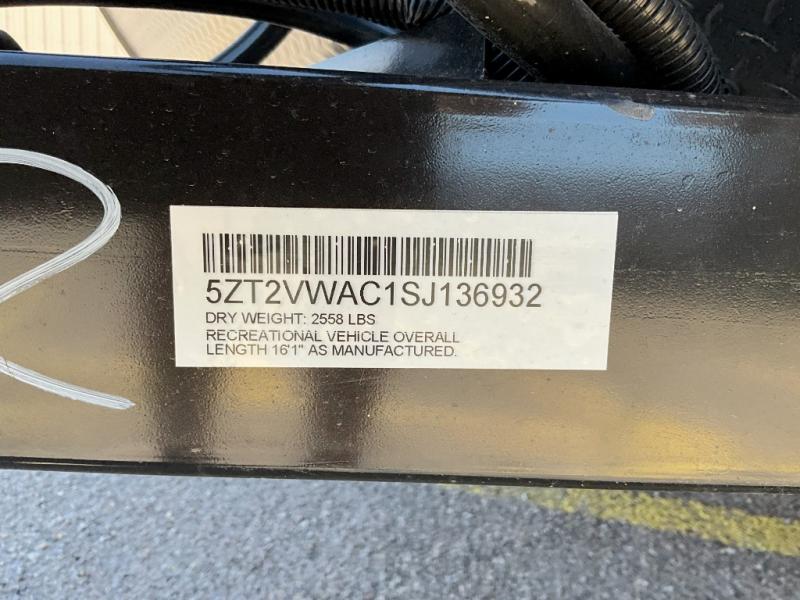 5ZT2VWAC1SJ136932
DRY WEIGHT: 2558 LBS
RECREATIONAL VEHICLE OVERALL
LENGTH 16'1" AS MANUFACTURED.